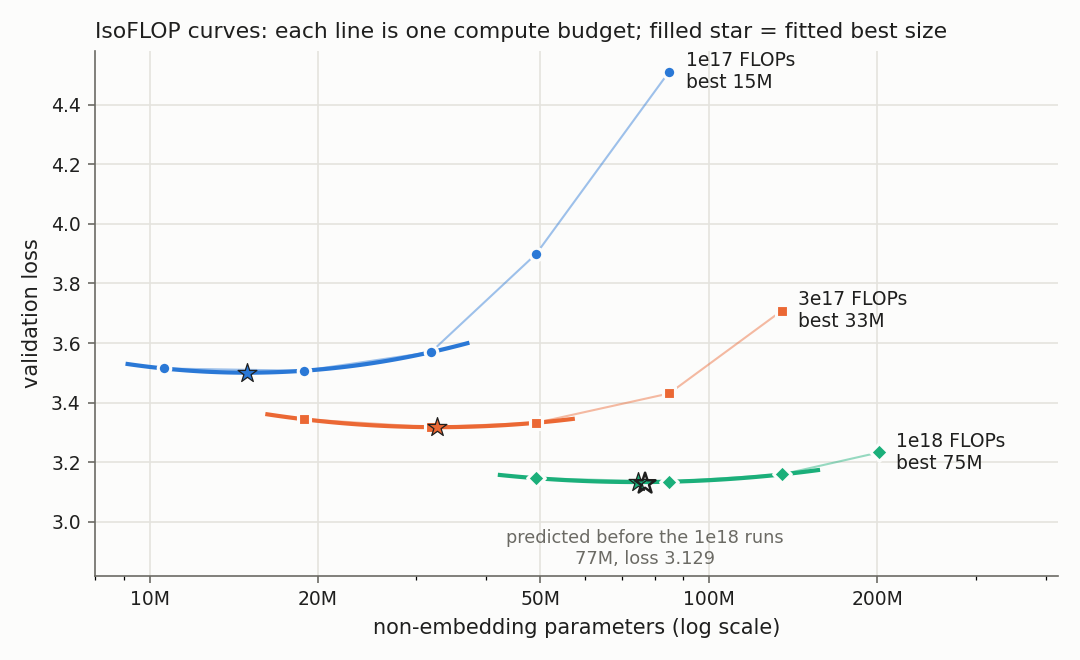 IsoFLOP curves: each line is one compute budget; filled star = fitted best size
1e17 FLOPs
best 15M
4.4
4.2
4.0
3.8
3.6
3.4
3.2
3.0
validation loss
3e17 FLOPs
best 33M
1e18 FLOPs
best 75M
predicted before the 1e18 runs
77M, loss 3.129
10M
20M
50M
100M
200M
non-embedding parameters (log scale)